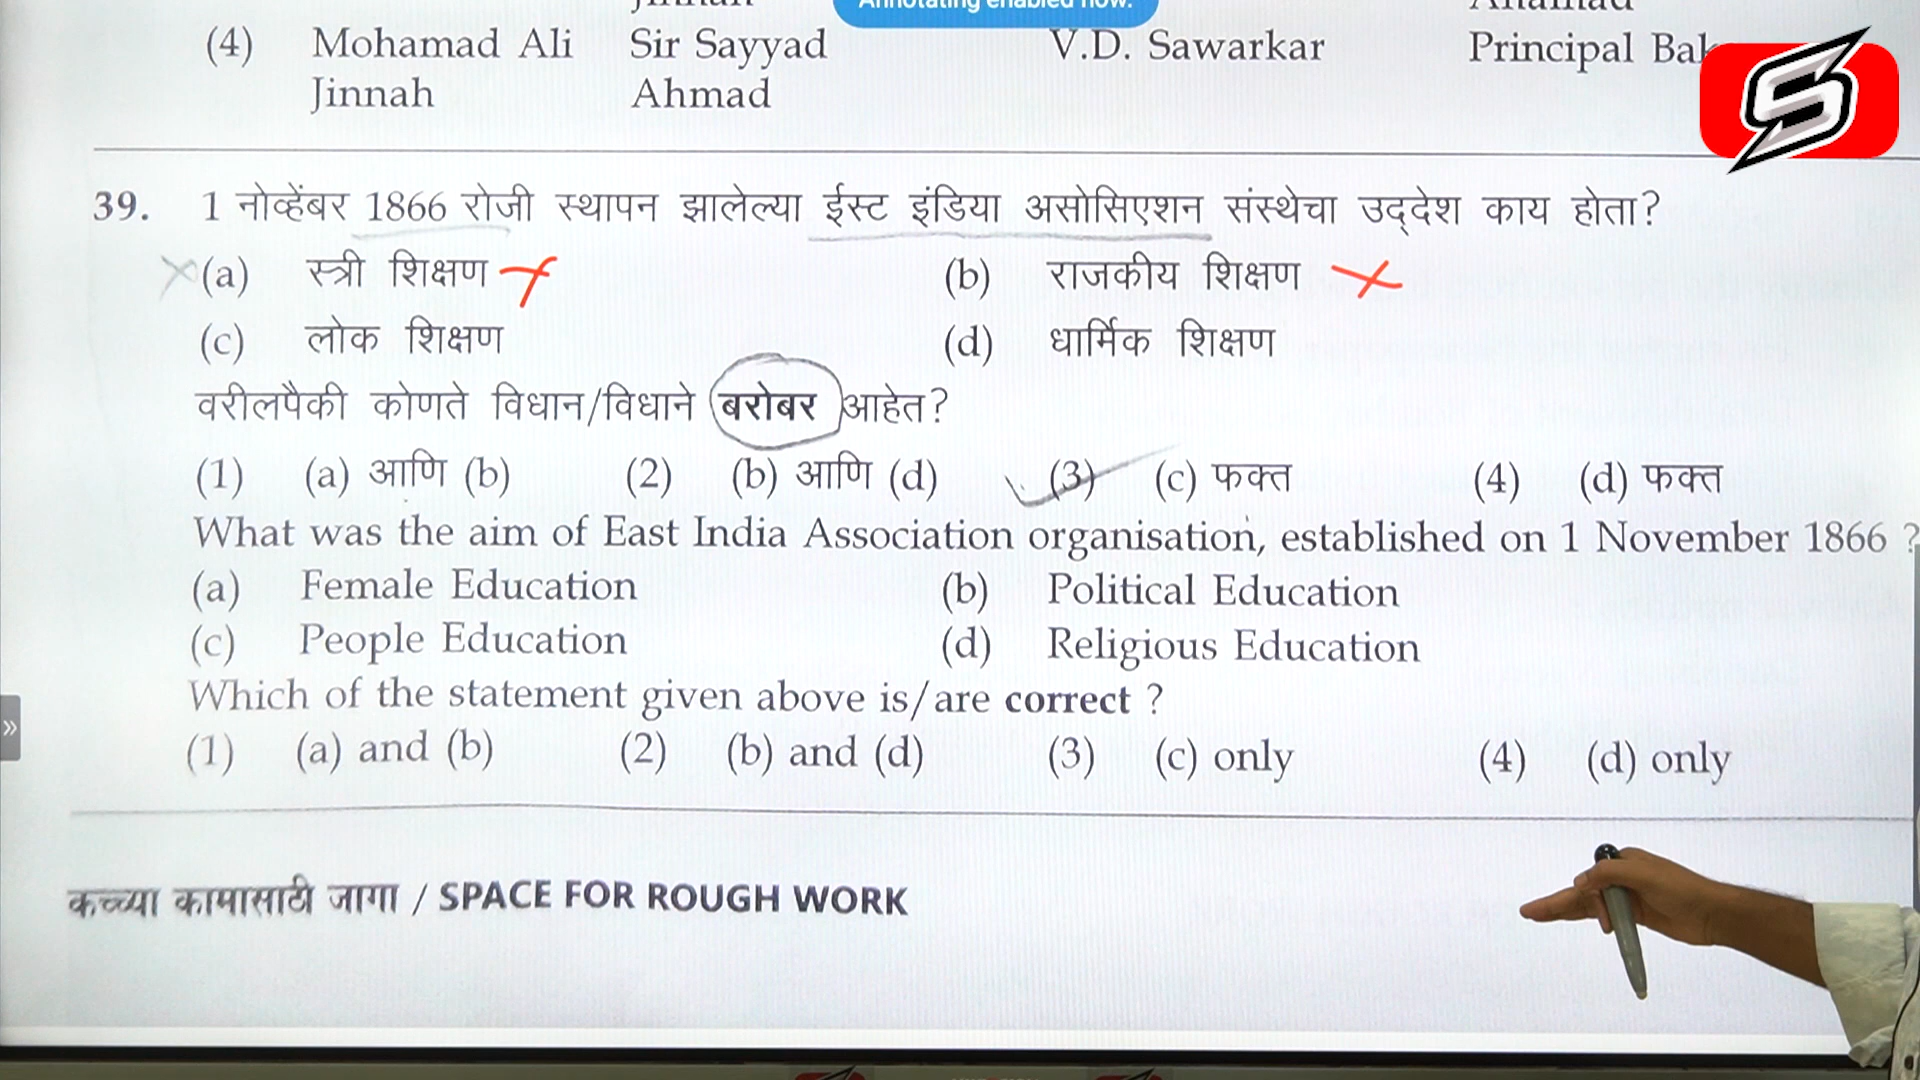 Annotating enabled now.
(4) Mohamad Ali Sir Sayyad V.D. Sawarkar Principal
Jinnah Ahmad
39. 1 नोव्हेंबर 1866 रोजी स्थापन झालेल्या ईस्ट इंडिया असोसिएशन संस्थेचा उद्देश काय होता?
(a) स्त्री शिक्षण (b) राजकीय शिक्षण
(c) लोक शिक्षण (d) धार्मिक शिक्षण
वरीलपैकी कोणते विधान/विधाने बरोबर आहेत?
(1) (a) आणि (b) (2) (b) आणि (d) (3) (c) फक्त (4) (d) फक्त
What was the aim of East India Association organisation, established on 1 November 1866 ?
(a) Female Education (b) Political Education
(c) People Education (d) Religious Education
Which of the statement given above is/are correct ?
(1) (a) and (b) (2) (b) and (d) (3) (c) only (4) (d) only
कच्च्या कामासाठी जागा / SPACE FOR ROUGH WORK